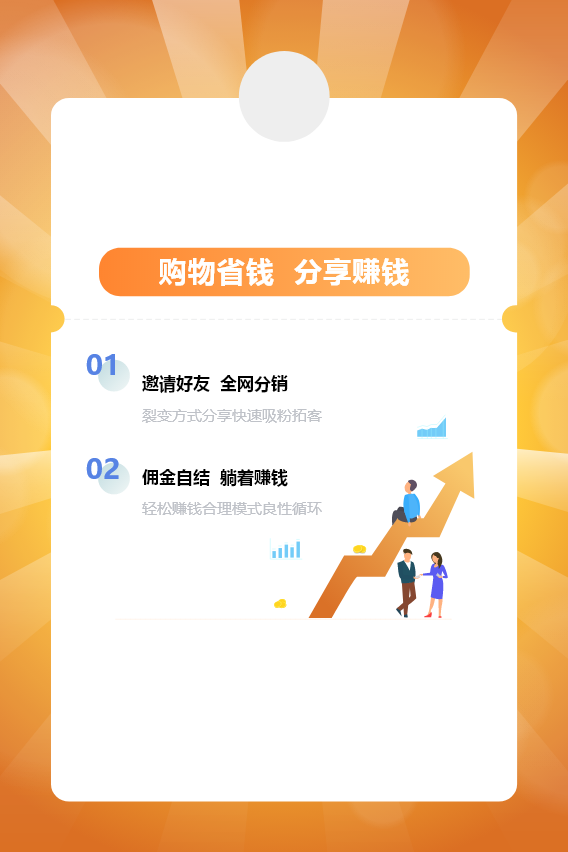 购物省钱 分享赚钱
01
邀请好友 全网分销
裂变方式分享快速吸粉拓客
02
佣金自结 躺着赚钱
轻松赚钱合理模式良性循环